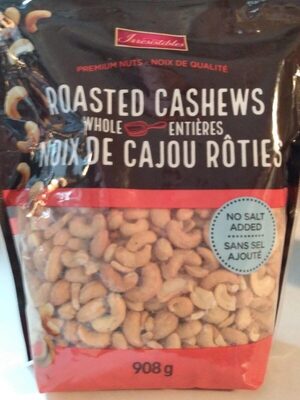 Irresistibles
PREMIUM NUTS - NOIX DE QUALITÉ
ROASTED CASHEWS
WHOLE ENTIÈRES
NOIX DE CAJOU RÔTIES
NO SALT
ADDED
SANS SEL
AJOUTÉ
908 g